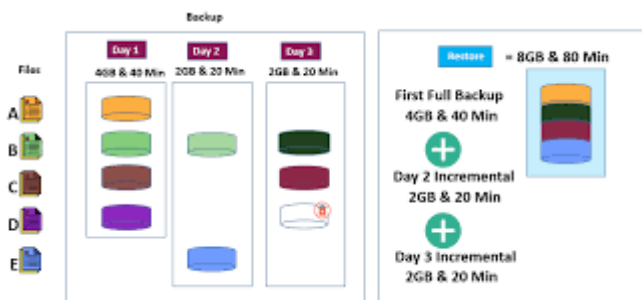 Backup
Day 1
Day 2
Day 3
Files
4GB & 40 Min
2GB & 20 Min
2GB & 20 Min
A
B
C
D
E
Restore
= 8GB & 80 Min
First Full Backup
4GB & 40 Min
Day 2 Incremental
2GB & 20 Min
Day 3 Incremental
2GB & 20 Min